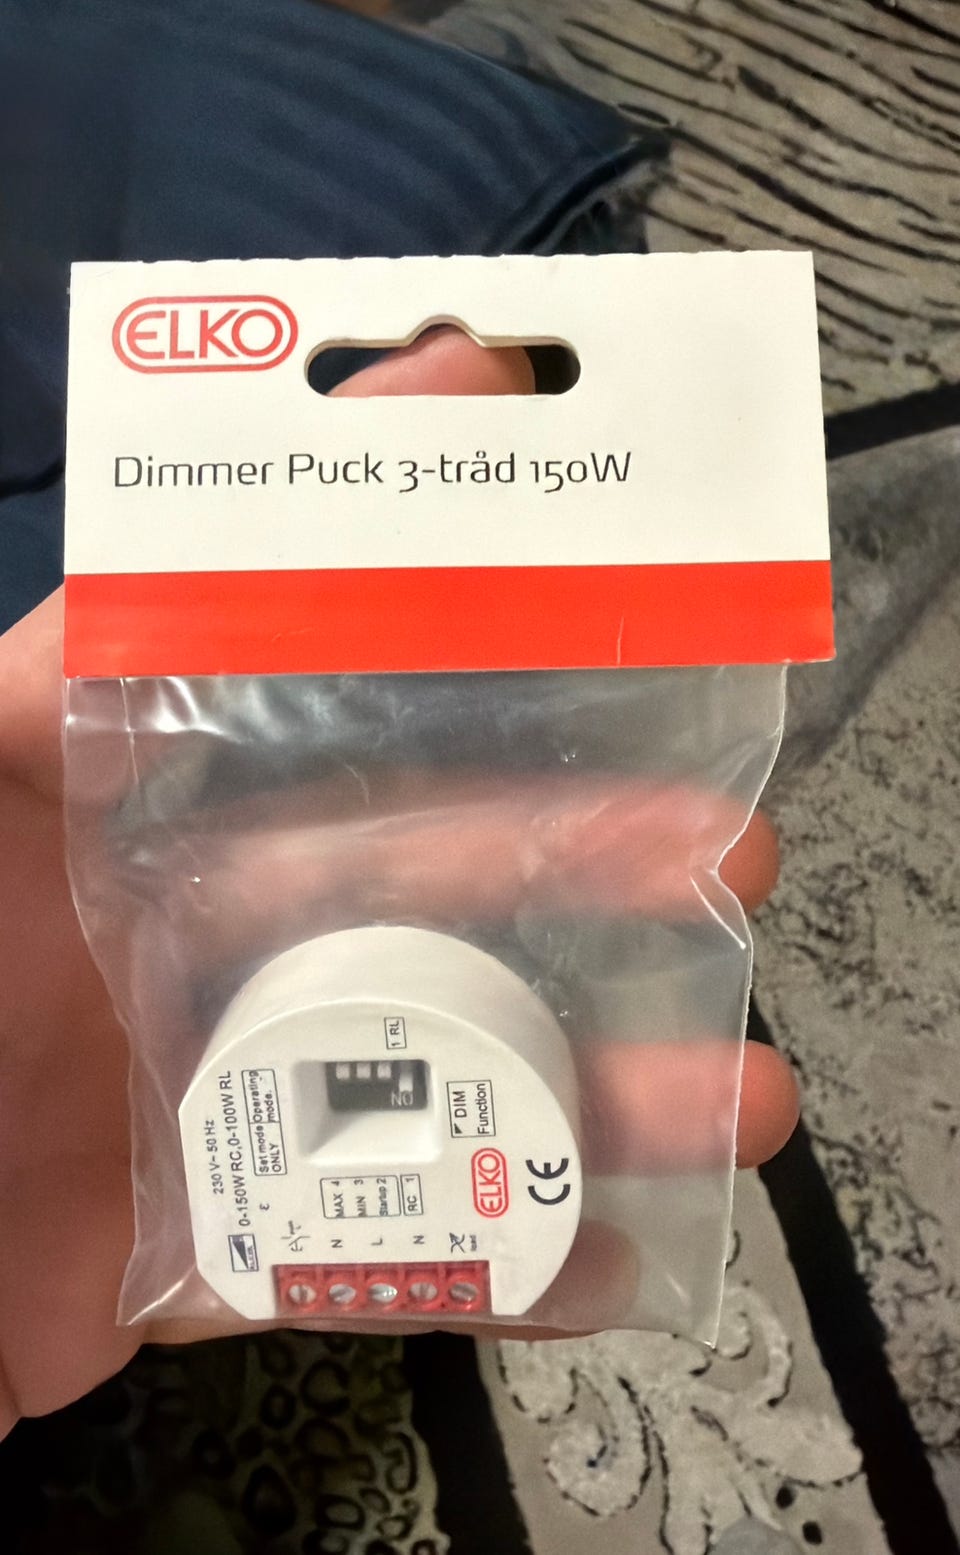 ELKO
Dimmer Puck 3-tråd 150W
230 V~ 50 Hz
0-150W RC,0-100W RL
Set mode ONLY
Operating mode.
1 RL
MAX 4
MIN 3
Startup 2
RC 1
DIM
Function
ELKO
CE
N
L
N